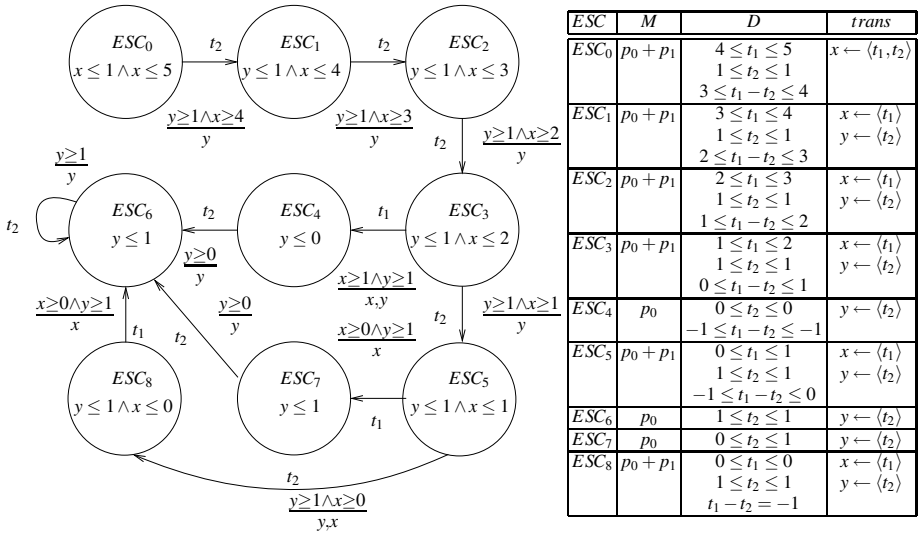 ESC₀
x ≤ 1 ∧ x ≤ 5
t₂
y≥1∧x≥4
y
ESC₁
y ≤ 1 ∧ x ≤ 4
t₂
y≥1∧x≥3
y
ESC₂
y ≤ 1 ∧ x ≤ 3
t₂
y≥1∧x≥2
y
y≥1
y
t₂
ESC₆
y ≤ 1
t₂
y≥0
y
ESC₄
y ≤ 0
t₁
x≥1∧y≥1
x,y
ESC₃
y ≤ 1 ∧ x ≤ 2
t₂
y≥1∧x≥1
y
x≥0∧y≥1
x
t₁
t₂
y≥0
y
x≥0∧y≥1
x
ESC₈
y ≤ 1 ∧ x ≤ 0
ESC₇
y ≤ 1
t₁
ESC₅
y ≤ 1 ∧ x ≤ 1
t₂
y≥1∧x≥0
y,x
ESC M D trans
ESC₀ p₀ + p₁ 4 ≤ t₁ ≤ 5 x ← ⟨t₁,t₂⟩
1 ≤ t₂ ≤ 1
3 ≤ t₁ − t₂ ≤ 4
ESC₁ p₀ + p₁ 3 ≤ t₁ ≤ 4 x ← ⟨t₁⟩
1 ≤ t₂ ≤ 1 y ← ⟨t₂⟩
2 ≤ t₁ − t₂ ≤ 3
ESC₂ p₀ + p₁ 2 ≤ t₁ ≤ 3 x ← ⟨t₁⟩
1 ≤ t₂ ≤ 1 y ← ⟨t₂⟩
1 ≤ t₁ − t₂ ≤ 2
ESC₃ p₀ + p₁ 1 ≤ t₁ ≤ 2 x ← ⟨t₁⟩
1 ≤ t₂ ≤ 1 y ← ⟨t₂⟩
0 ≤ t₁ − t₂ ≤ 1
ESC₄ p₀ 0 ≤ t₂ ≤ 0 y ← ⟨t₂⟩
−1 ≤ t₁ − t₂ ≤ −1
ESC₅ p₀ + p₁ 0 ≤ t₁ ≤ 1 x ← ⟨t₁⟩
1 ≤ t₂ ≤ 1 y ← ⟨t₂⟩
−1 ≤ t₁ − t₂ ≤ 0
ESC₆ p₀ 1 ≤ t₂ ≤ 1 y ← ⟨t₂⟩
ESC₇ p₀ 0 ≤ t₂ ≤ 1 y ← ⟨t₂⟩
ESC₈ p₀ + p₁ 0 ≤ t₁ ≤ 0 x ← ⟨t₁⟩
1 ≤ t₂ ≤ 1 y ← ⟨t₂⟩
t₁ − t₂ = −1